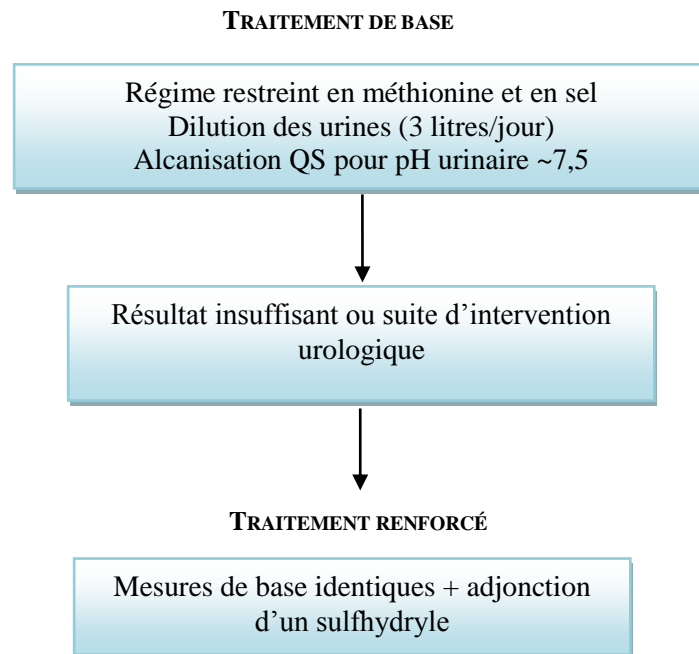 TRAITEMENT DE BASE
Régime restreint en méthionine et en sel
Dilution des urines (3 litres/jour)
Alcanisation QS pour pH urinaire ~7,5
Résultat insuffisant ou suite d’intervention
urologique
TRAITEMENT RENFORCÉ
Mesures de base identiques + adjonction
d’un sulfhydryle